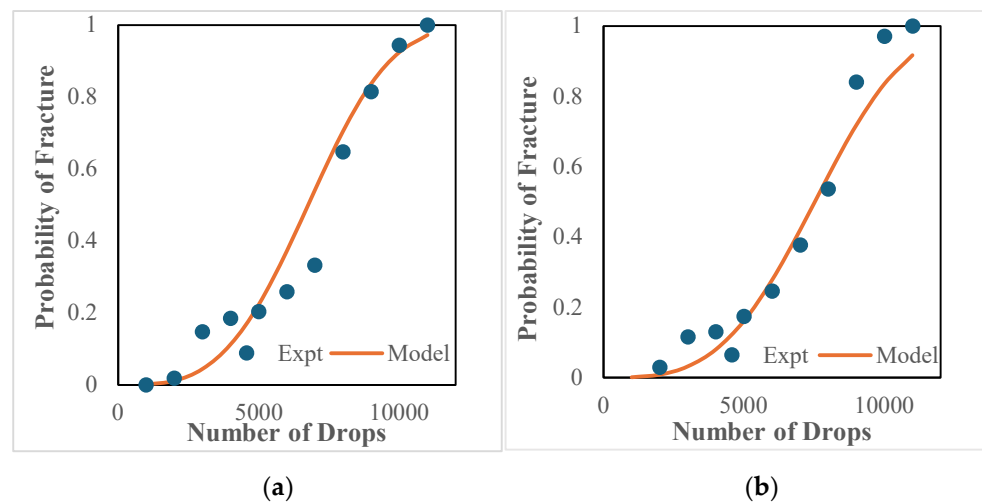 Probability of Fracture
1
0.8
0.6
0.4
0.2
0
Expt
Model
0
5000
10000
Number of Drops
(a)
Probability of Fracture
1
0.8
0.6
0.4
0.2
0
Expt
Model
0
5000
10000
Number of Drops
(b)